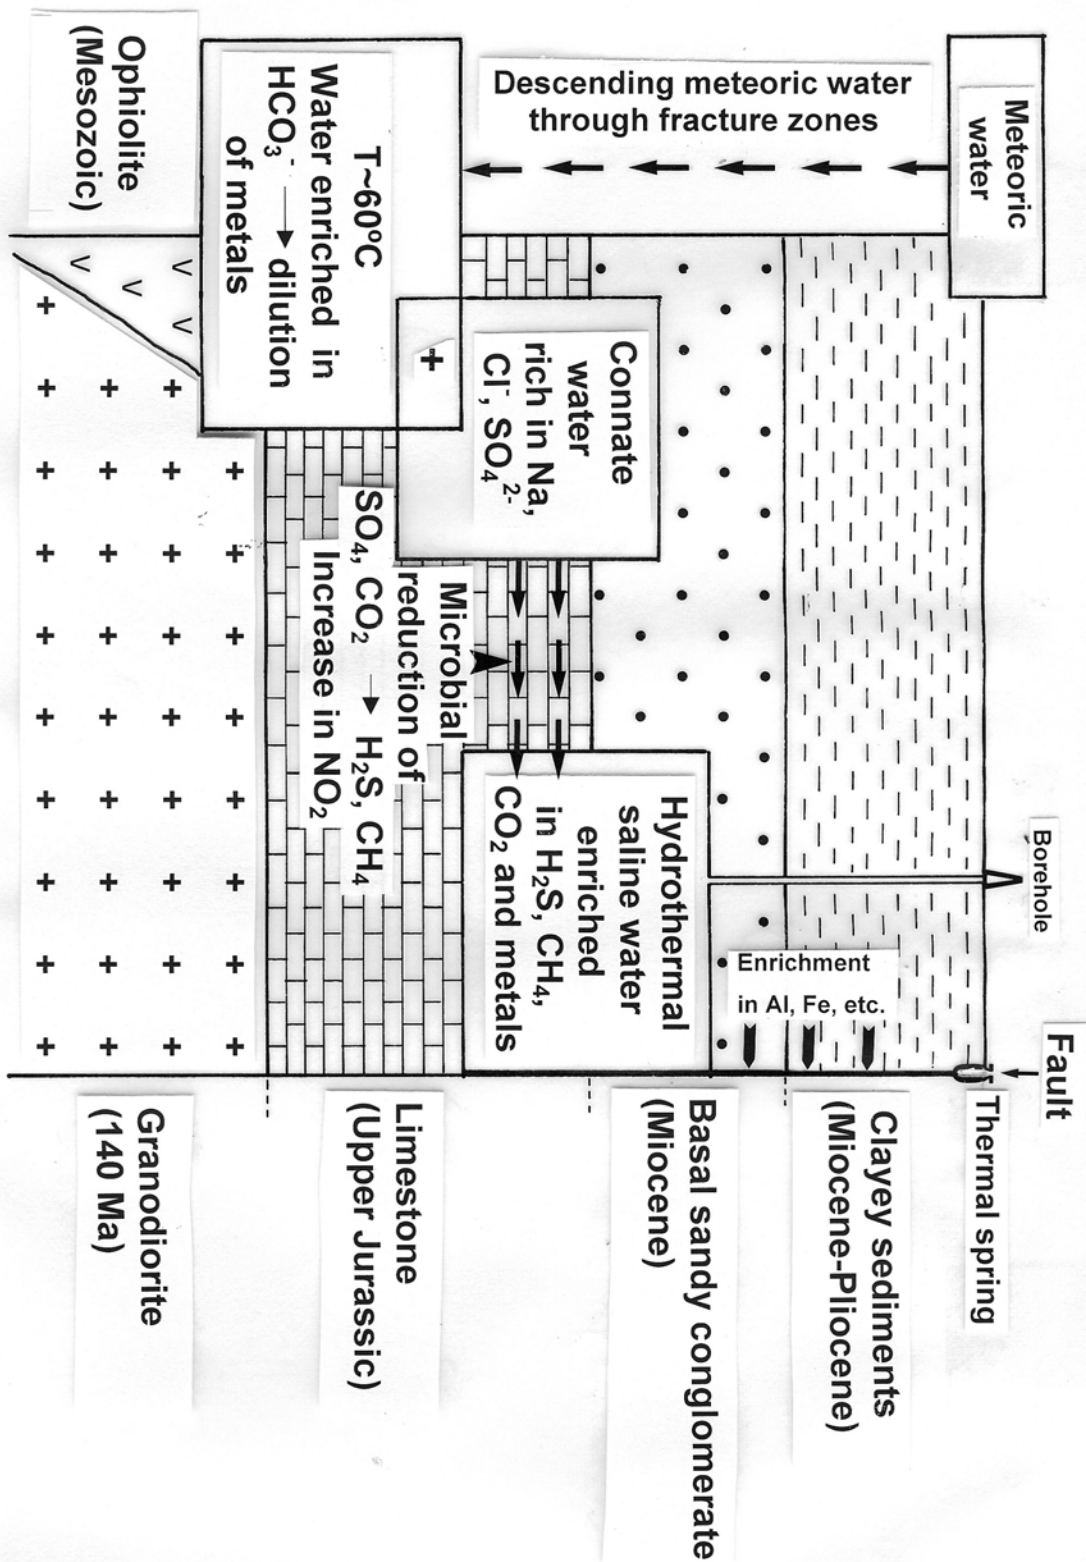 Meteoric
water
Descending meteoric water
through fracture zones
T~60ºC
Water enriched in
HCO₃⁻ → dilution
of metals
Ophiolite
(Mesozoic)
+
Connate
water
rich in Na,
Cl⁻, SO₄²⁻
Microbial
reduction of
SO₄, CO₂ → H₂S, CH₄
Increase in NO₂
Hydrothermal
saline water
enriched
in H₂S, CH₄,
CO₂ and metals
Borehole
Enrichment
in Al, Fe, etc.
Fault
Thermal spring
Clayey sediments
(Miocene-Pliocene)
Basal sandy conglomerate
(Miocene)
Limestone
(Upper Jurassic)
Granodiorite
(140 Ma)